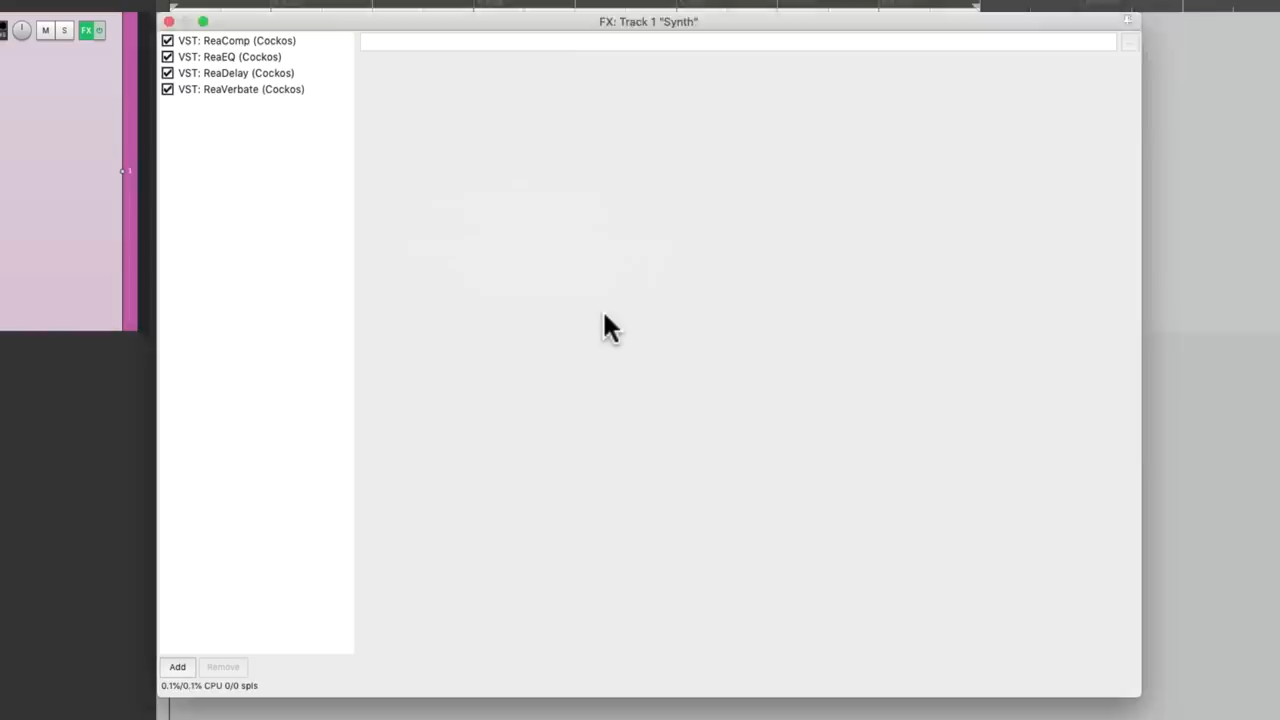 FX: Track 1 "Synth"
M S FX
VST: ReaComp (Cockos)
VST: ReaEQ (Cockos)
VST: ReaDelay (Cockos)
VST: ReaVerbate (Cockos)
1
Add Remove
0.1%/0.1% CPU 0/0 spls